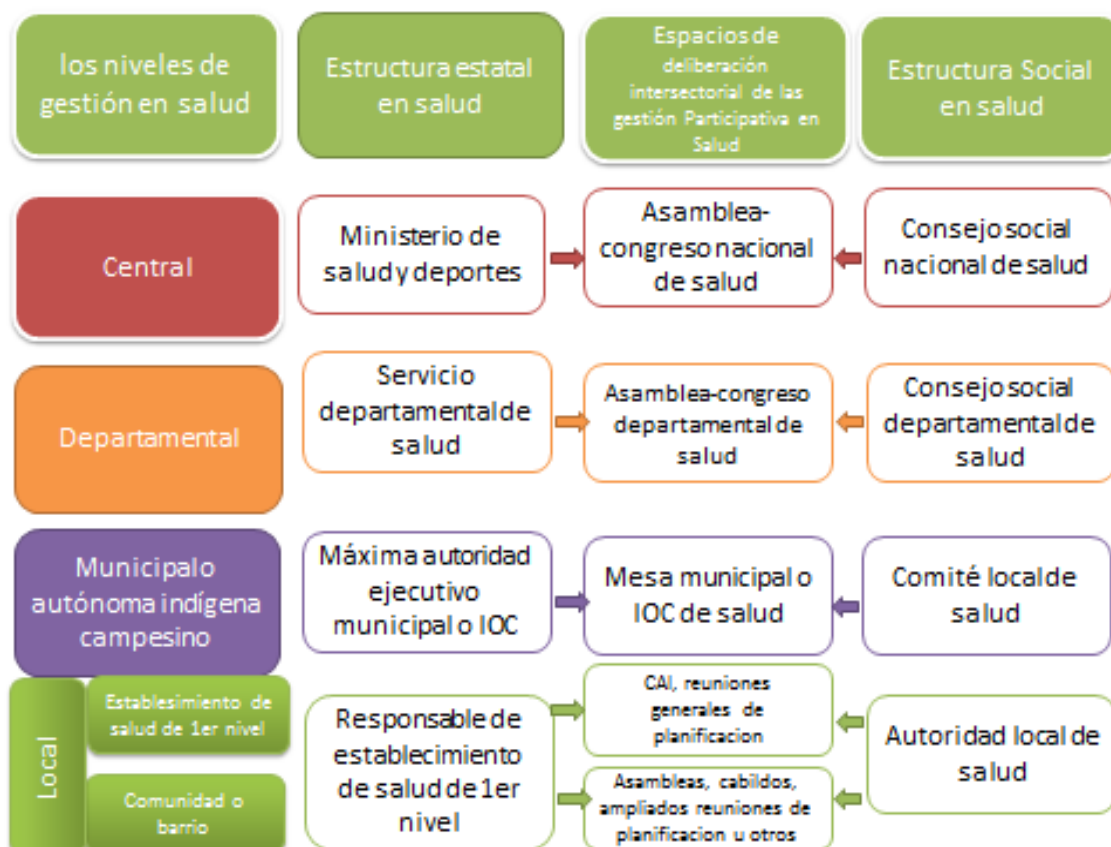 los niveles de
gestión en salud
Estructura estatal
en salud
Espacios de
deliberación
intersectorial de las
gestión Participativa en
Salud
Estructura Social
en salud
Central
Ministerio de
salud y deportes
Asamblea-
congreso nacional
de salud
Consejo social
nacional de salud
Departamental
Servicio
departamental de
salud
Asamblea-congreso
departamental de
salud
Consejo social
departamental de
salud
Municipal o
autónoma indígena
campesino
Máxima autoridad
ejecutivo
municipal o IOC
Mesa municipal o
IOC de salud
Comité local de
salud
Local
Establesimiento de
salud de 1er nivel
Comunidad o
barrio
Responsable de
establecimiento
de salud de 1er
nivel
CAI, reuniones
generales de
planificacion
Asambleas, cabildos,
ampliados reuniones de
planificacion u otros
Autoridad local de
salud